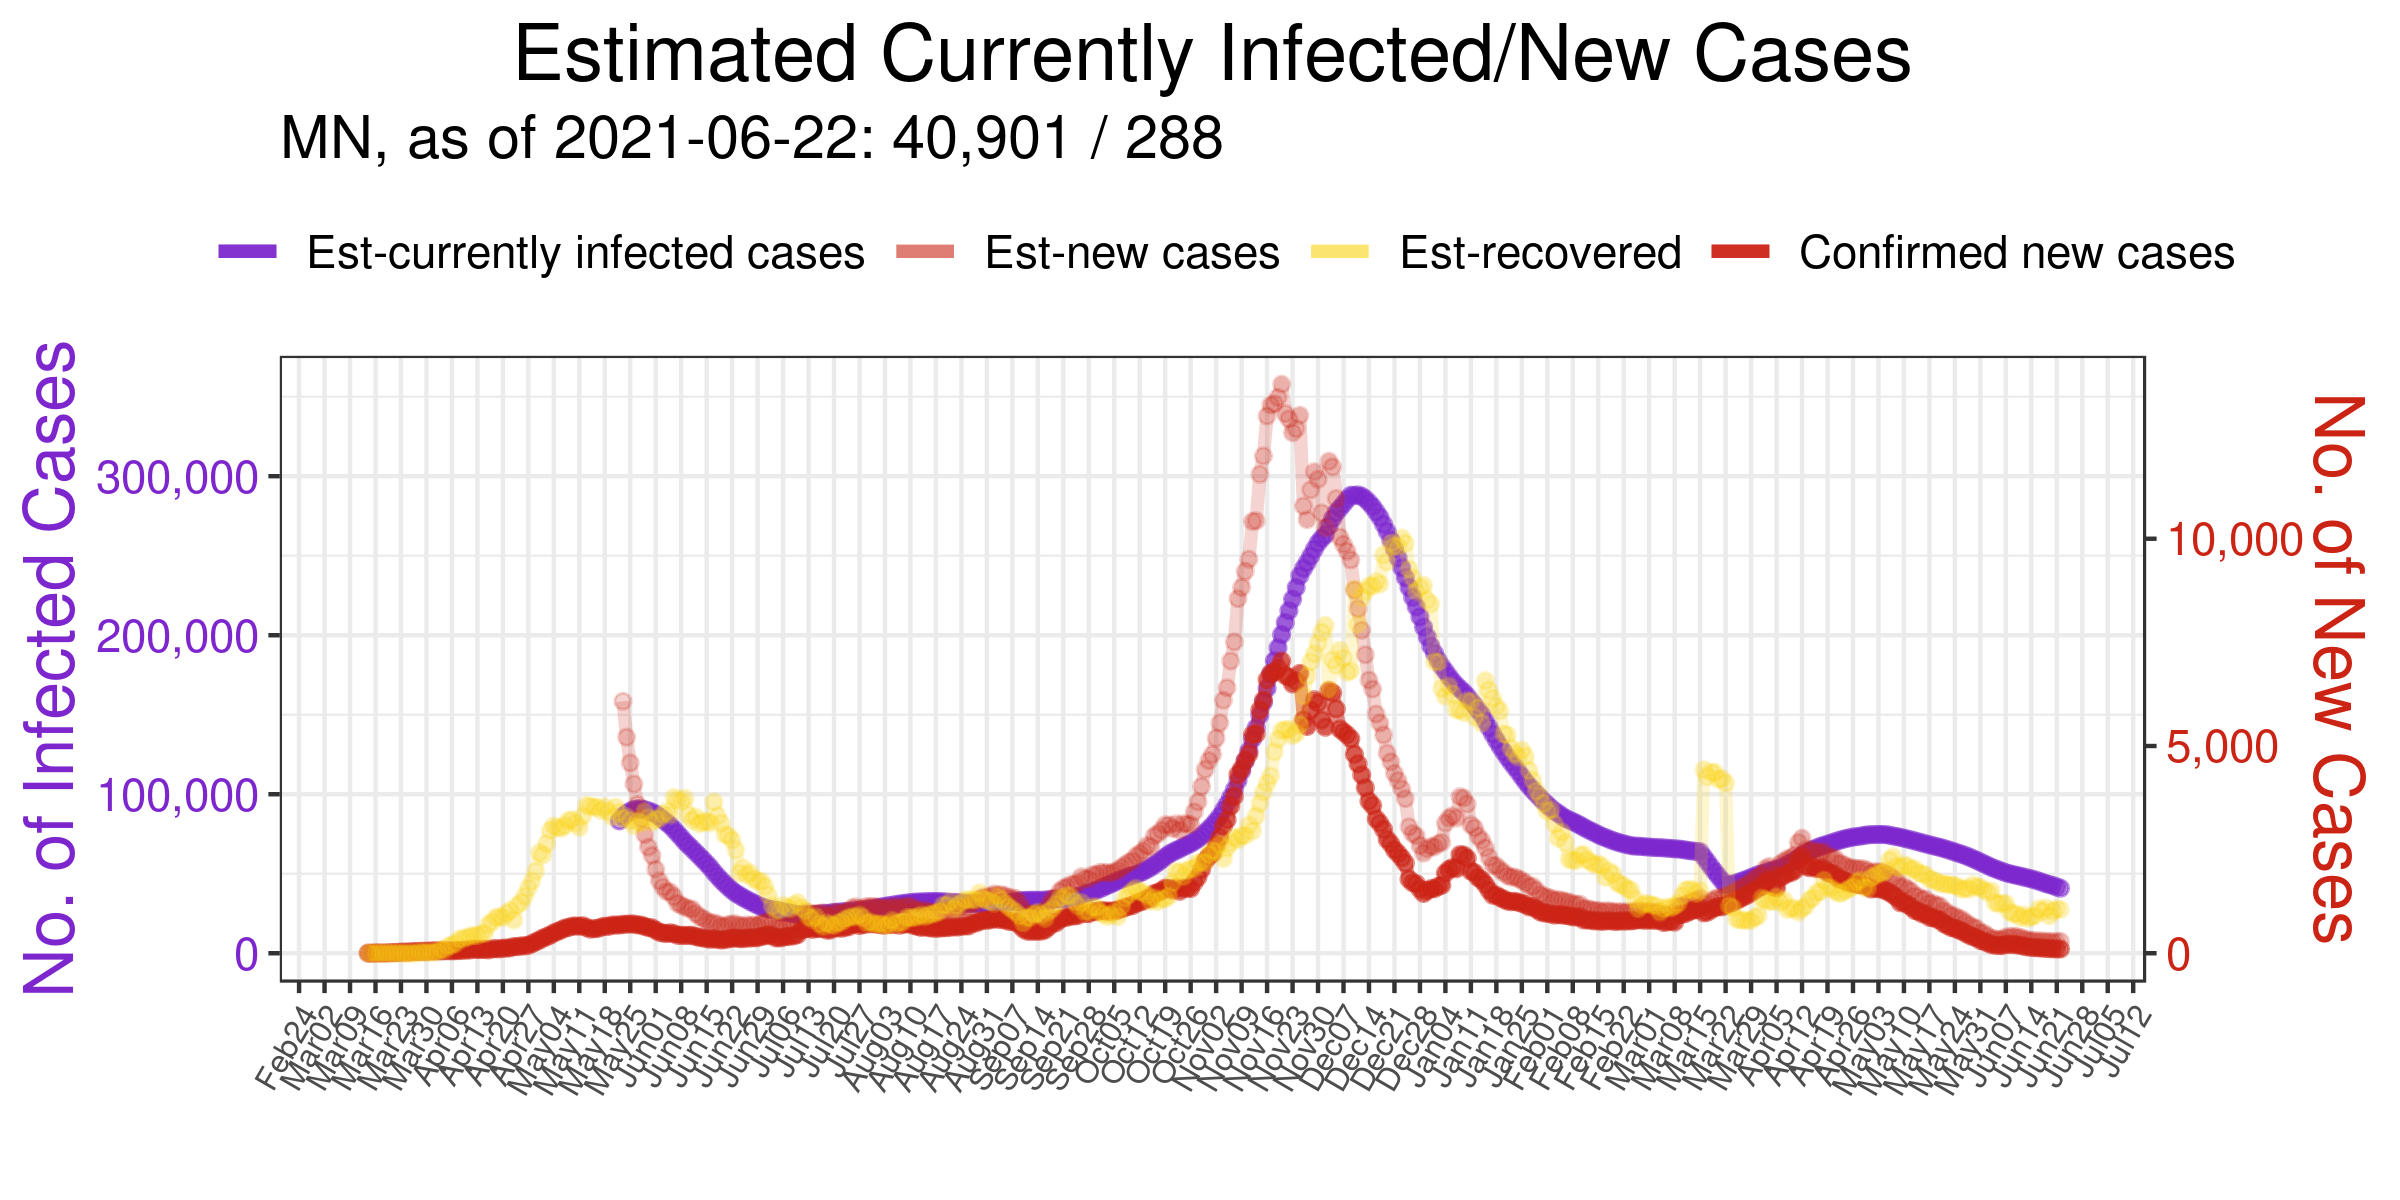 Estimated Currently Infected/New Cases
MN, as of 2021-06-22: 40,901 / 288
Est-currently infected cases Est-new cases Est-recovered Confirmed new cases
No. of Infected Cases
300,000
200,000
100,000
0
No. of New Cases
10,000
5,000
0
Feb24
Mar02
Mar09
Mar16
Mar23
Mar30
Apr06
Apr13
Apr20
Apr27
May04
May11
May18
May25
Jun01
Jun08
Jun15
Jun22
Jun29
Jul06
Jul13
Jul20
Jul27
Aug03
Aug10
Aug17
Aug24
Aug31
Sep07
Sep14
Sep21
Sep28
Oct05
Oct12
Oct19
Oct26
Nov02
Nov09
Nov16
Nov23
Nov30
Dec07
Dec14
Dec21
Dec28
Jan04
Jan11
Jan18
Jan25
Feb01
Feb08
Feb15
Feb22
Mar01
Mar08
Mar15
Mar22
Mar29
Apr05
Apr12
Apr19
Apr26
May03
May10
May17
May24
May31
Jun07
Jun14
Jun21
Jun28
Jul05
Jul12